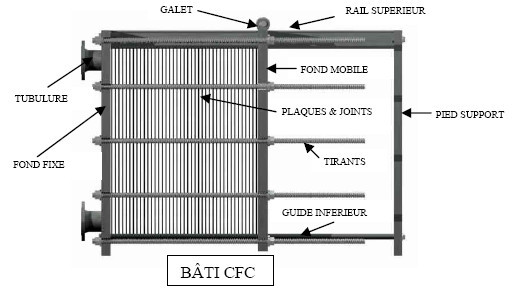 GALET
RAIL SUPERIEUR
FOND MOBILE
TUBULURE
PLAQUES & JOINTS
PIED SUPPORT
FOND FIXE
TIRANTS
GUIDE INFERIEUR
BÂTI CFC